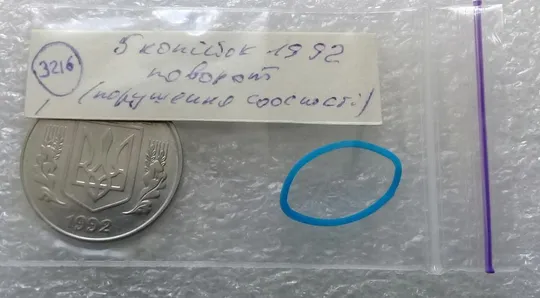 3216
5 копійок 1992
поворот
(порушення соосності)
1992